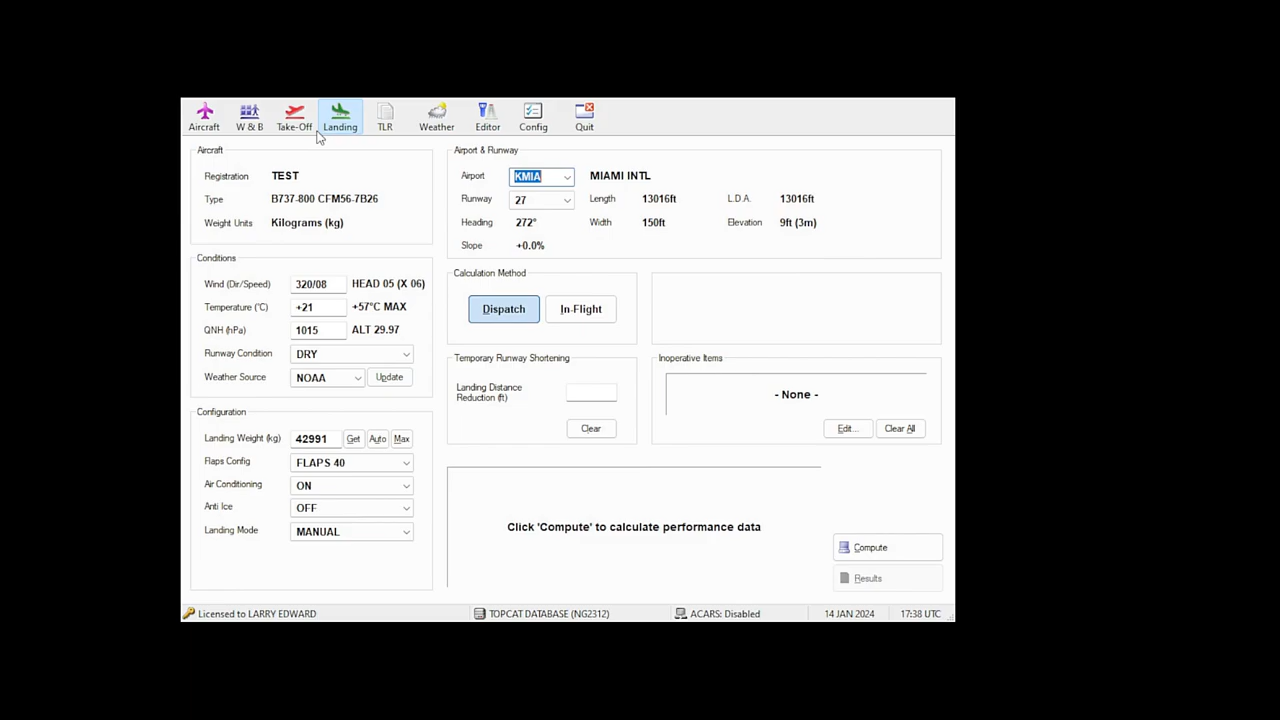 Aircraft W & B Take-Off Landing TLR Weather Editor Config Quit
Aircraft
Registration TEST
Type B737-800 CFM56-7B26
Weight Units Kilograms (kg)
Airport & Runway
Airport KMIA MIAMI INTL
Runway 27 Length 13016ft L.D.A. 13016ft
Heading 272° Width 150ft Elevation 9ft (3m)
Slope +0.0%
Conditions
Wind (Dir/Speed) 320/08 HEAD 05 (X 06)
Temperature (°C) +21 +57°C MAX
QNH (hPa) 1015 ALT 29.97
Runway Condition DRY
Weather Source NOAA Update
Calculation Method
Dispatch In-Flight
Temporary Runway Shortening
Landing Distance
Reduction (ft)
Clear
Inoperative Items
- None -
Edit... Clear All
Configuration
Landing Weight (kg) 42991 Get Auto Max
Flaps Config FLAPS 40
Air Conditioning ON
Anti Ice OFF
Landing Mode MANUAL
Click 'Compute' to calculate performance data
Compute
Results
Licensed to LARRY EDWARD TOPCAT DATABASE (NG2312) ACARS: Disabled 14 JAN 2024 17:38 UTC